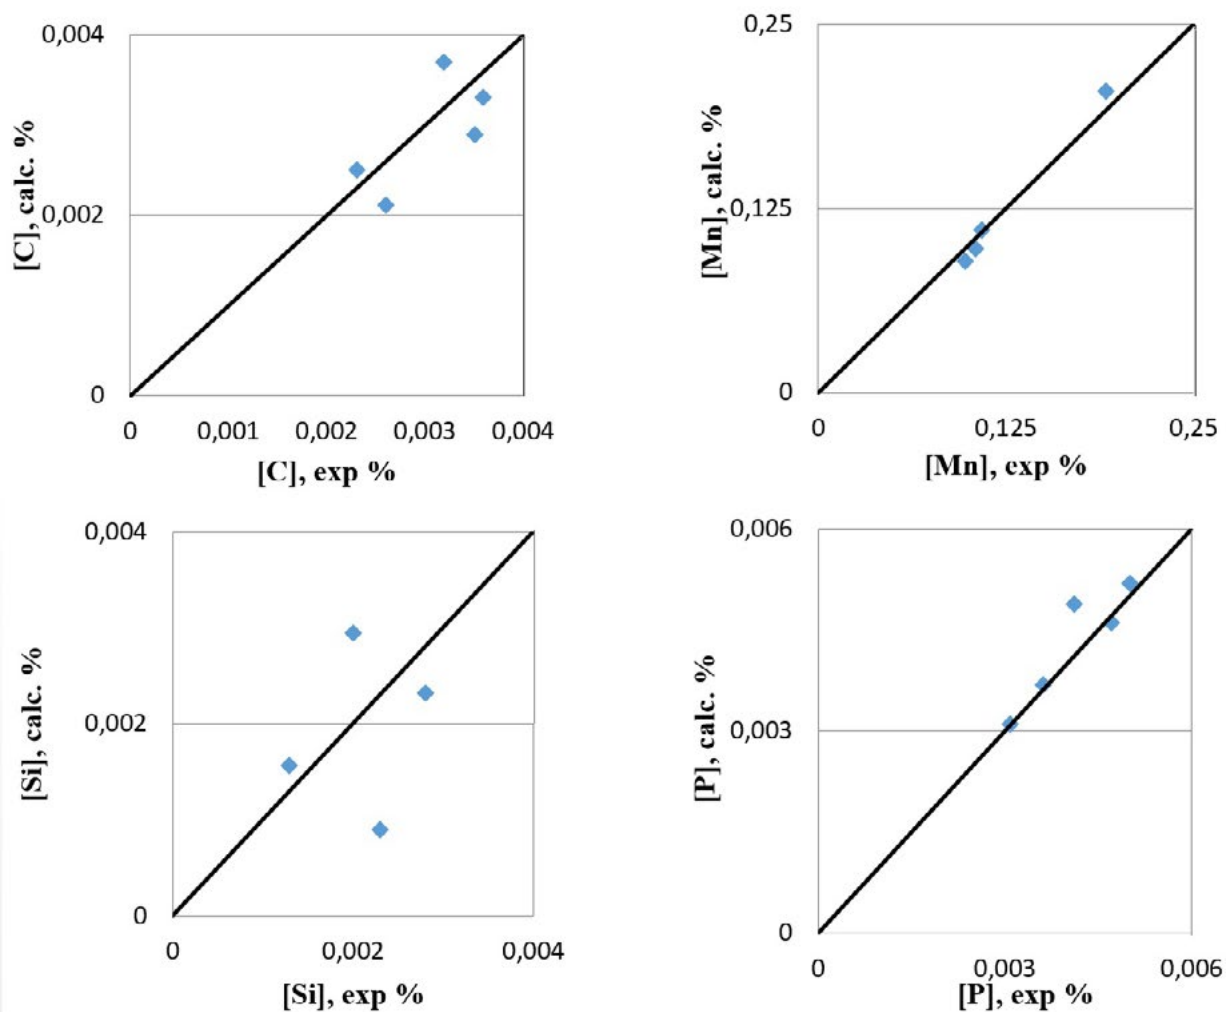 0,004
0,002
0
0 0,001 0,002 0,003 0,004
[C], calc. %
[C], exp %
0,25
0,125
0
0 0,125 0,25
[Mn], calc. %
[Mn], exp %
0,004
0,002
0
0 0,002 0,004
[Si], calc. %
[Si], exp %
0,006
0,003
0
0 0,003 0,006
[P], calc. %
[P], exp %